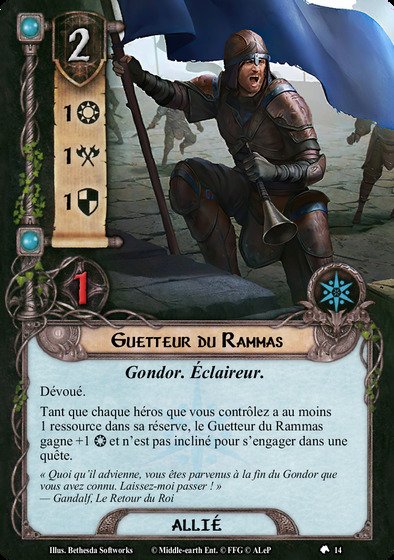 2
1
1
1
1
Guetteur du Rammas
Gondor. Éclaireur.
Dévoué.
Tant que chaque héros que vous contrôlez a au moins
1 ressource dans sa réserve, le Guetteur du Rammas
gagne +1 et n'est pas incliné pour s'engager dans une
quête.
« Quoi qu'il advienne, vous êtes parvenus à la fin du Gondor que
vous avez connu. Laissez-moi passer ! »
— Gandalf, Le Retour du Roi
ALLIÉ
Illus. Bethesda Softworks © Middle-earth Ent. © FFG © ALeP 14